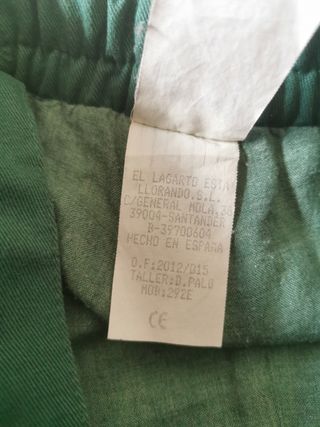 EL LAGARTO ESTA
LLORANDO.S.L.
C/GENERAL MOLA.38
39004-SANTANDER
B-39700604
HECHO EN ESPAÑA
O.F:2012/D15
TALLER:D.PALO
MOD:292E
CE